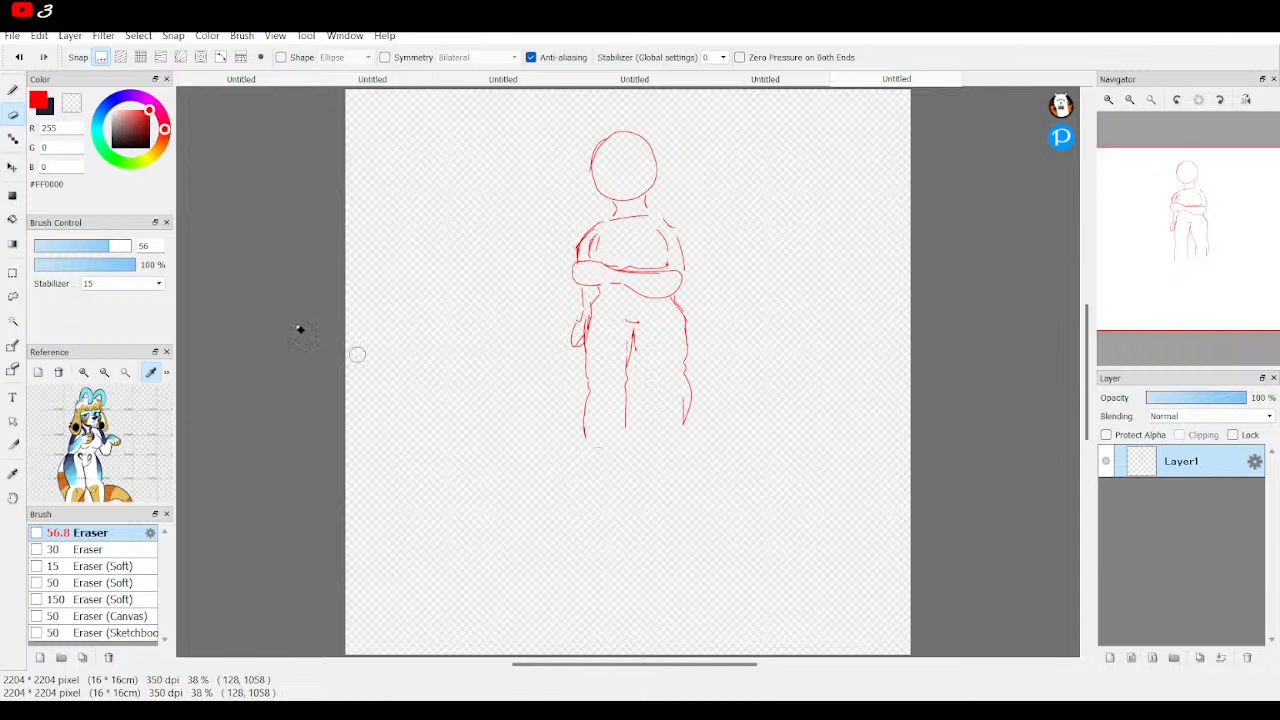 3
File Edit Layer Filter Select Snap Color Brush View Tool Window Help
Snap Shape Ellipse Symmetry Bilateral Anti-aliasing Stabilizer (Global settings) 0 Zero Pressure on Both Ends
Color
Untitled Untitled Untitled Untitled Untitled Untitled
Navigator
R 255
G 0
B 0
#FF0000
Brush Control
56
100 %
Stabilizer 15
Reference
Layer
Opacity 100 %
Blending Normal
Protect Alpha Clipping Lock
Layer1
Brush
56.8 Eraser
30 Eraser
15 Eraser (Soft)
50 Eraser (Soft)
150 Eraser (Soft)
50 Eraser (Canvas)
50 Eraser (Sketchboo
2204 * 2204 pixel (16 * 16cm) 350 dpi 38 % ( 128, 1058 )
2204 * 2204 pixel (16 * 16cm) 350 dpi 38 % ( 128, 1058 )